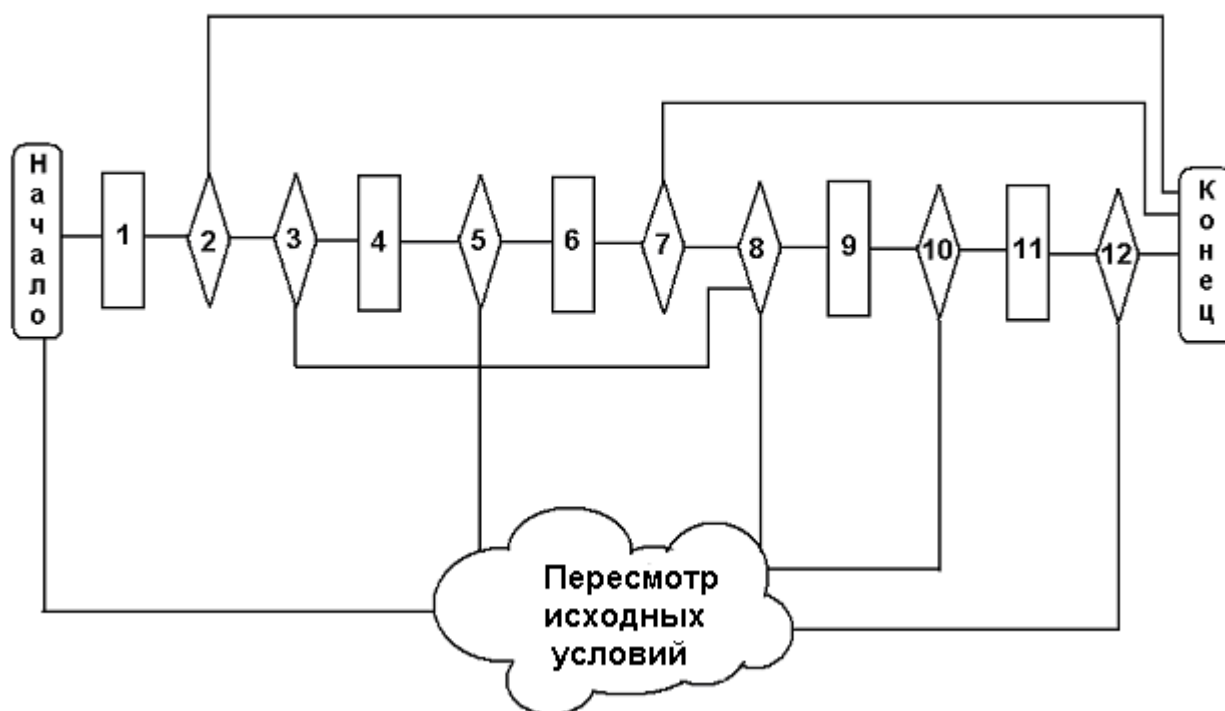 Начало
1
2
3
4
5
6
7
8
9
10
11
12
Конец
Пересмотр
исходных
условий